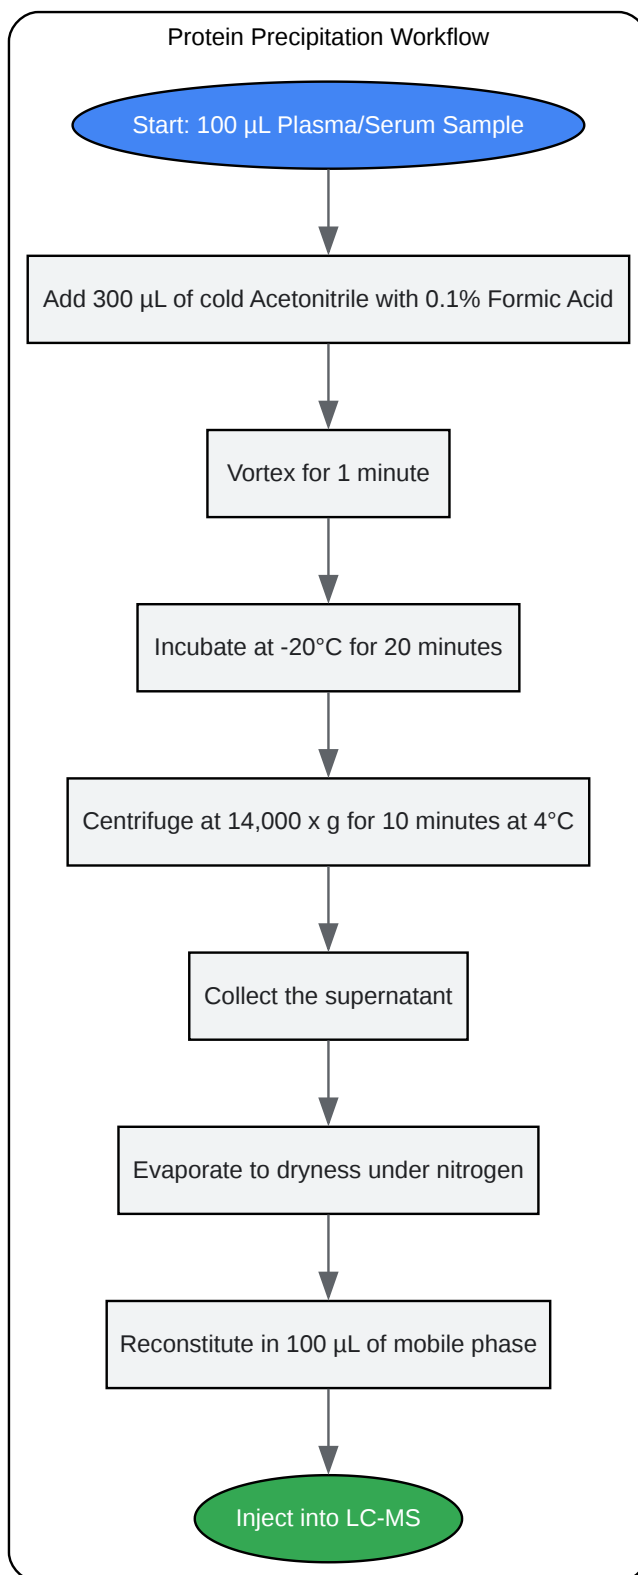 Protein Precipitation Workflow
Start: 100 µL Plasma/Serum Sample
Add 300 µL of cold Acetonitrile with 0.1% Formic Acid
Vortex for 1 minute
Incubate at -20°C for 20 minutes
Centrifuge at 14,000 x g for 10 minutes at 4°C
Collect the supernatant
Evaporate to dryness under nitrogen
Reconstitute in 100 µL of mobile phase
Inject into LC-MS